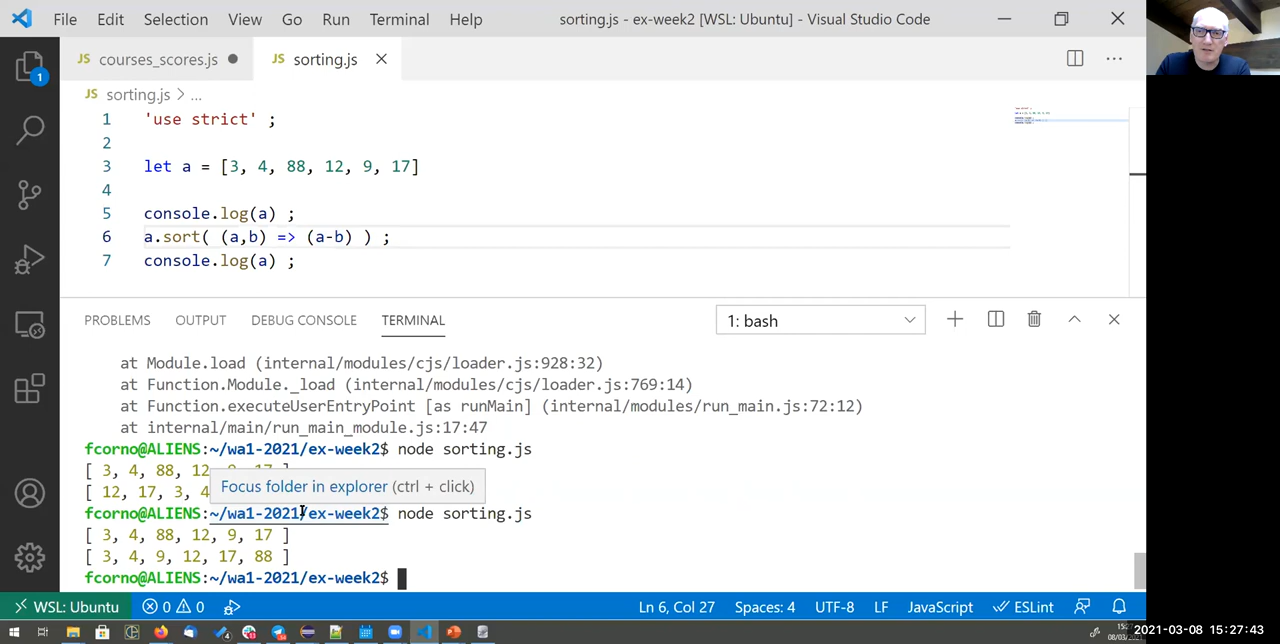 File Edit Selection View Go Run Terminal Help sorting.js - ex-week2 [WSL: Ubuntu] - Visual Studio Code
JS courses_scores.js ● JS sorting.js
JS sorting.js > ...
1 'use strict' ;
2
3 let a = [3, 4, 88, 12, 9, 17]
4
5 console.log(a) ;
6 a.sort( (a,b) => (a-b) ) ;
7 console.log(a) ;
PROBLEMS OUTPUT DEBUG CONSOLE TERMINAL 1: bash
at Module.load (internal/modules/cjs/loader.js:928:32)
at Function.Module._load (internal/modules/cjs/loader.js:769:14)
at Function.executeUserEntryPoint [as runMain] (internal/modules/run_main.js:72:12)
at internal/main/run_main_module.js:17:47
fcorno@ALIENS:~/wa1-2021/ex-week2$ node sorting.js
[ 3, 4, 88, 12, 9, 17 ]
[ 12, 17, 3, 4
Focus folder in explorer (ctrl + click)
fcorno@ALIENS:~/wa1-2021/ex-week2$ node sorting.js
[ 3, 4, 88, 12, 9, 17 ]
[ 3, 4, 9, 12, 17, 88 ]
fcorno@ALIENS:~/wa1-2021/ex-week2$
WSL: Ubuntu 0 0 Ln 6, Col 27 Spaces: 4 UTF-8 LF JavaScript ESLint
2021-03-08 15:27:43